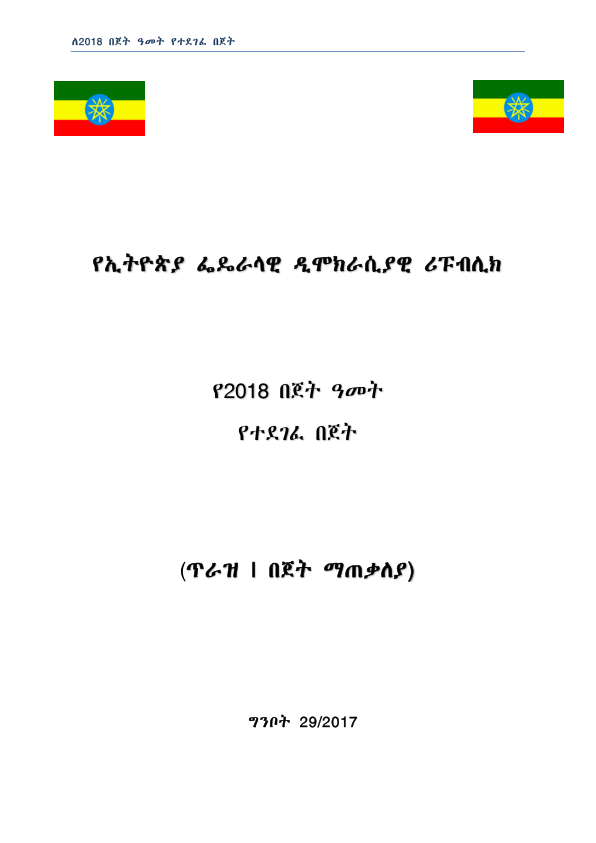 ለ2018 በጀት ዓመት የተደገፈ በጀት
የኢትዮጵያ ፌዴራላዊ ዲሞክራሲያዊ ሪፑብሊክ
የ2018 በጀት ዓመት
የተደገፈ በጀት
(ጥራዝ I በጀት ማጠቃለያ)
ግንቦት 29/2017